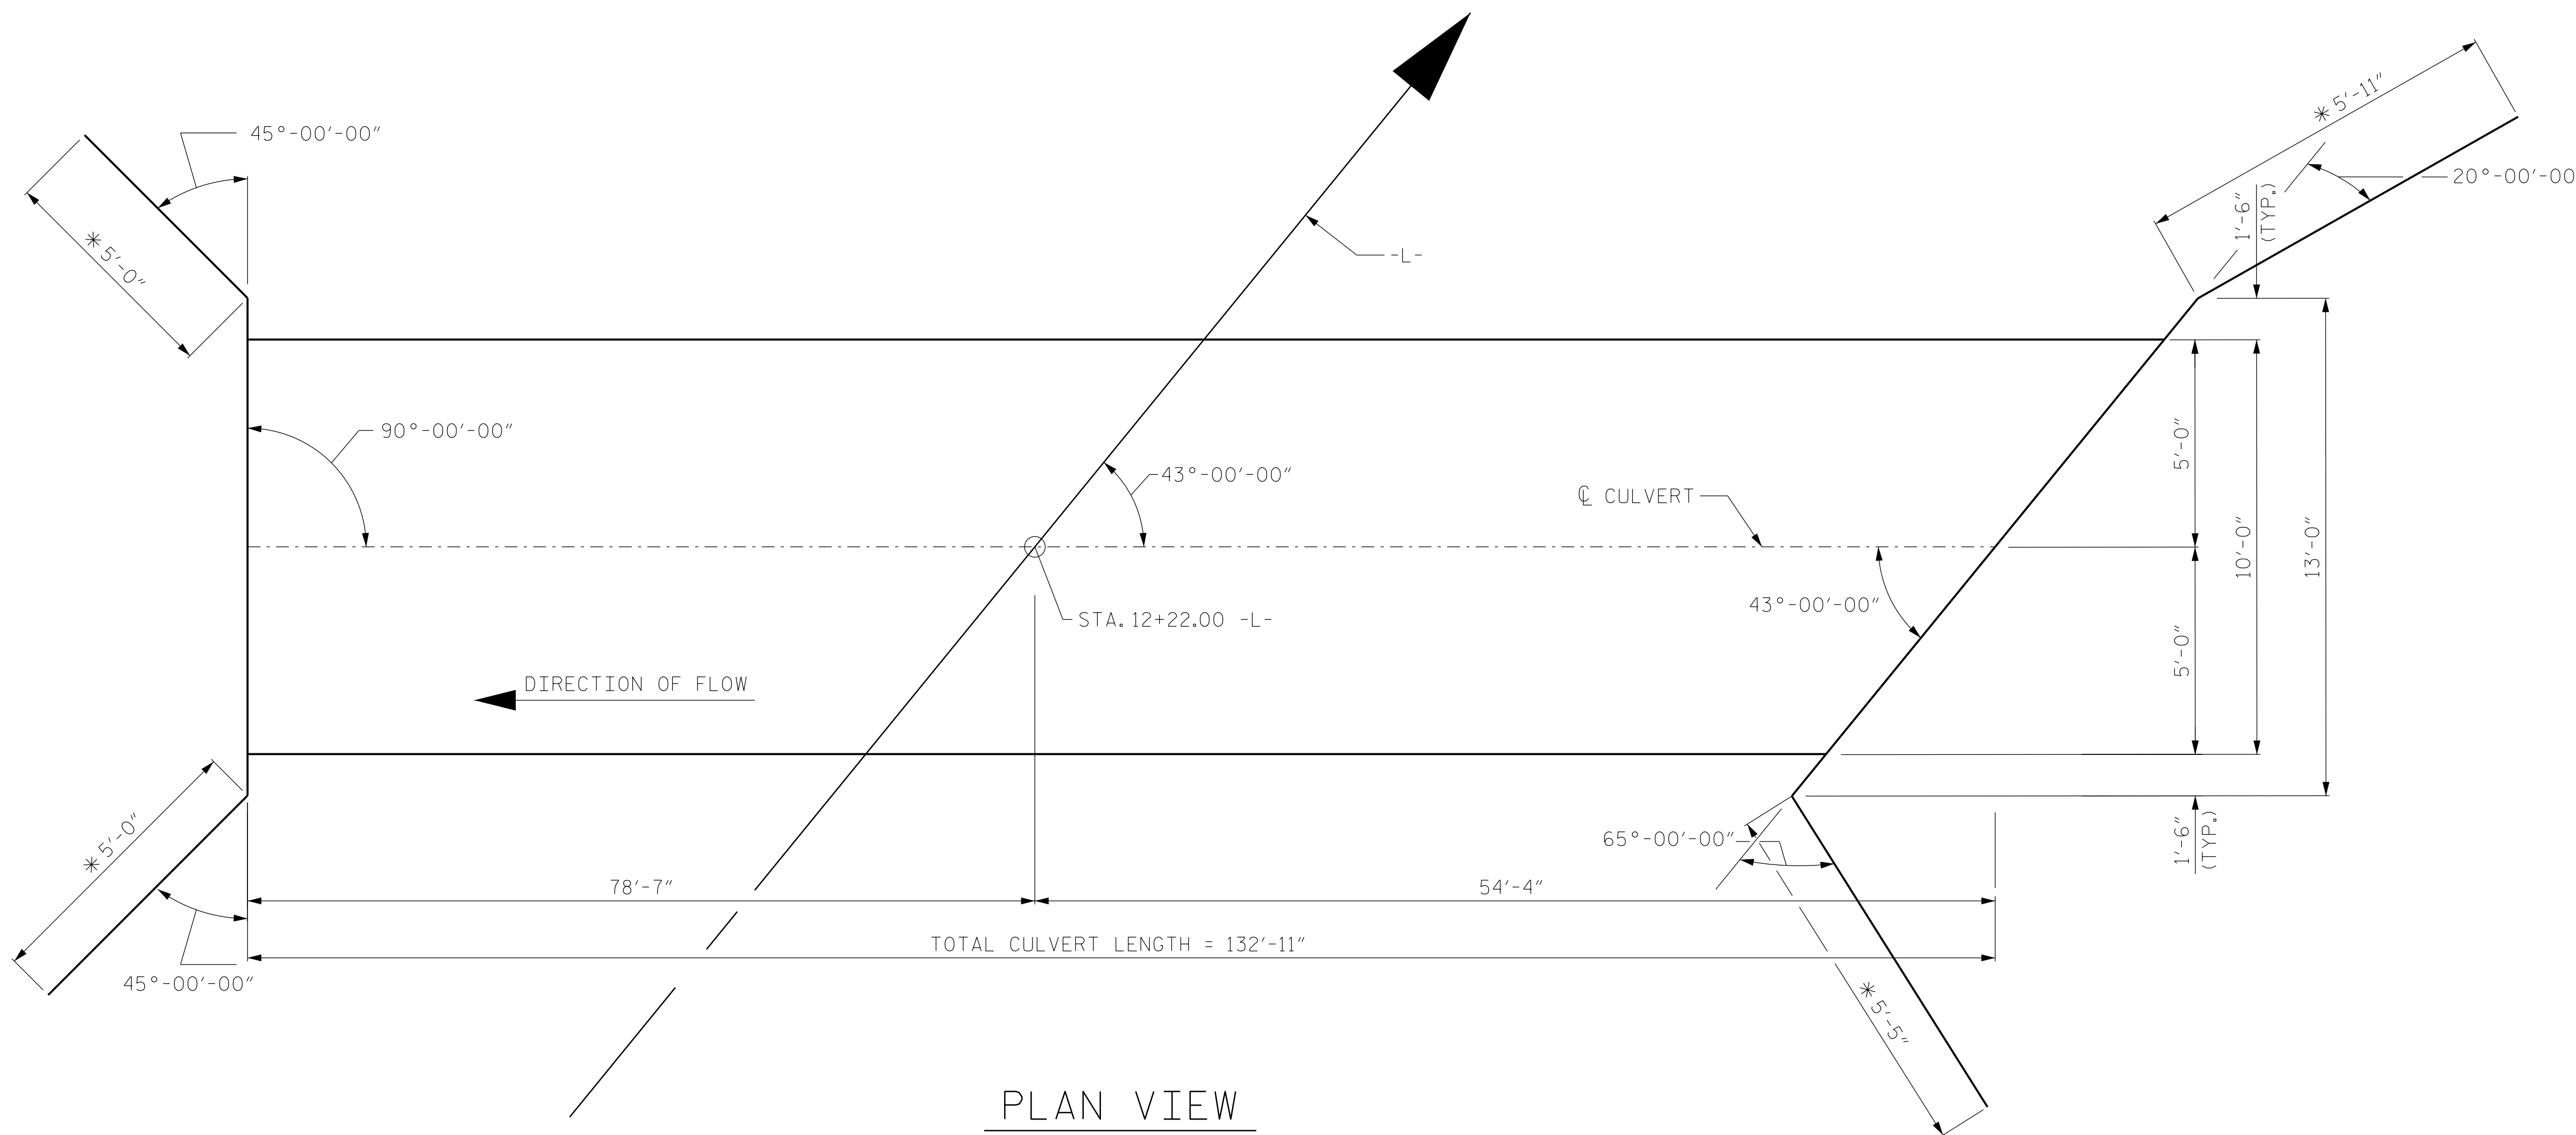 45°-00'-00"
* 5'-11"
20°-00'-00
1'-6"
(TYP.)
* 5'-0"
-L-
90°-00'-00"
43°-00'-00"
℄ CULVERT
5'-0"
10'-0"
13'-0"
43°-00'-00"
STA. 12+22.00 -L-
5'-0"
DIRECTION OF FLOW
* 5'-0"
65°-00'-00"
1'-6"
(TYP.)
78'-7"
54'-4"
TOTAL CULVERT LENGTH = 132'-11"
45°-00'-00"
* 5'-5"
PLAN VIEW